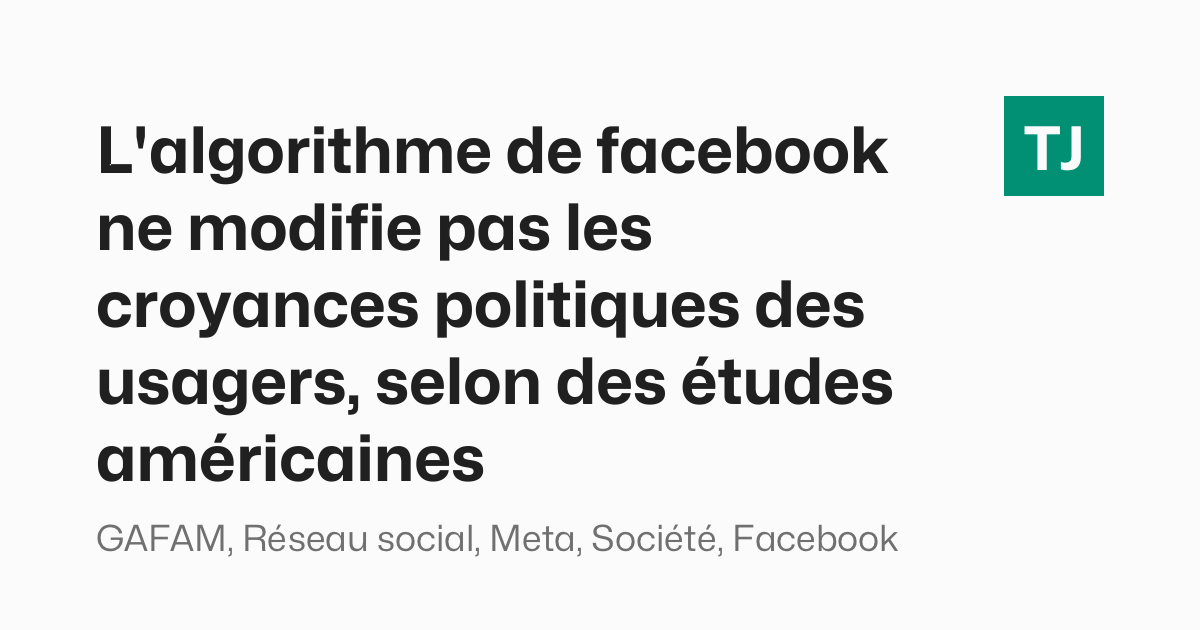 L'algorithme de facebook
ne modifie pas les
croyances politiques des
usagers, selon des études
américaines
TJ
GAFAM, Réseau social, Meta, Société, Facebook